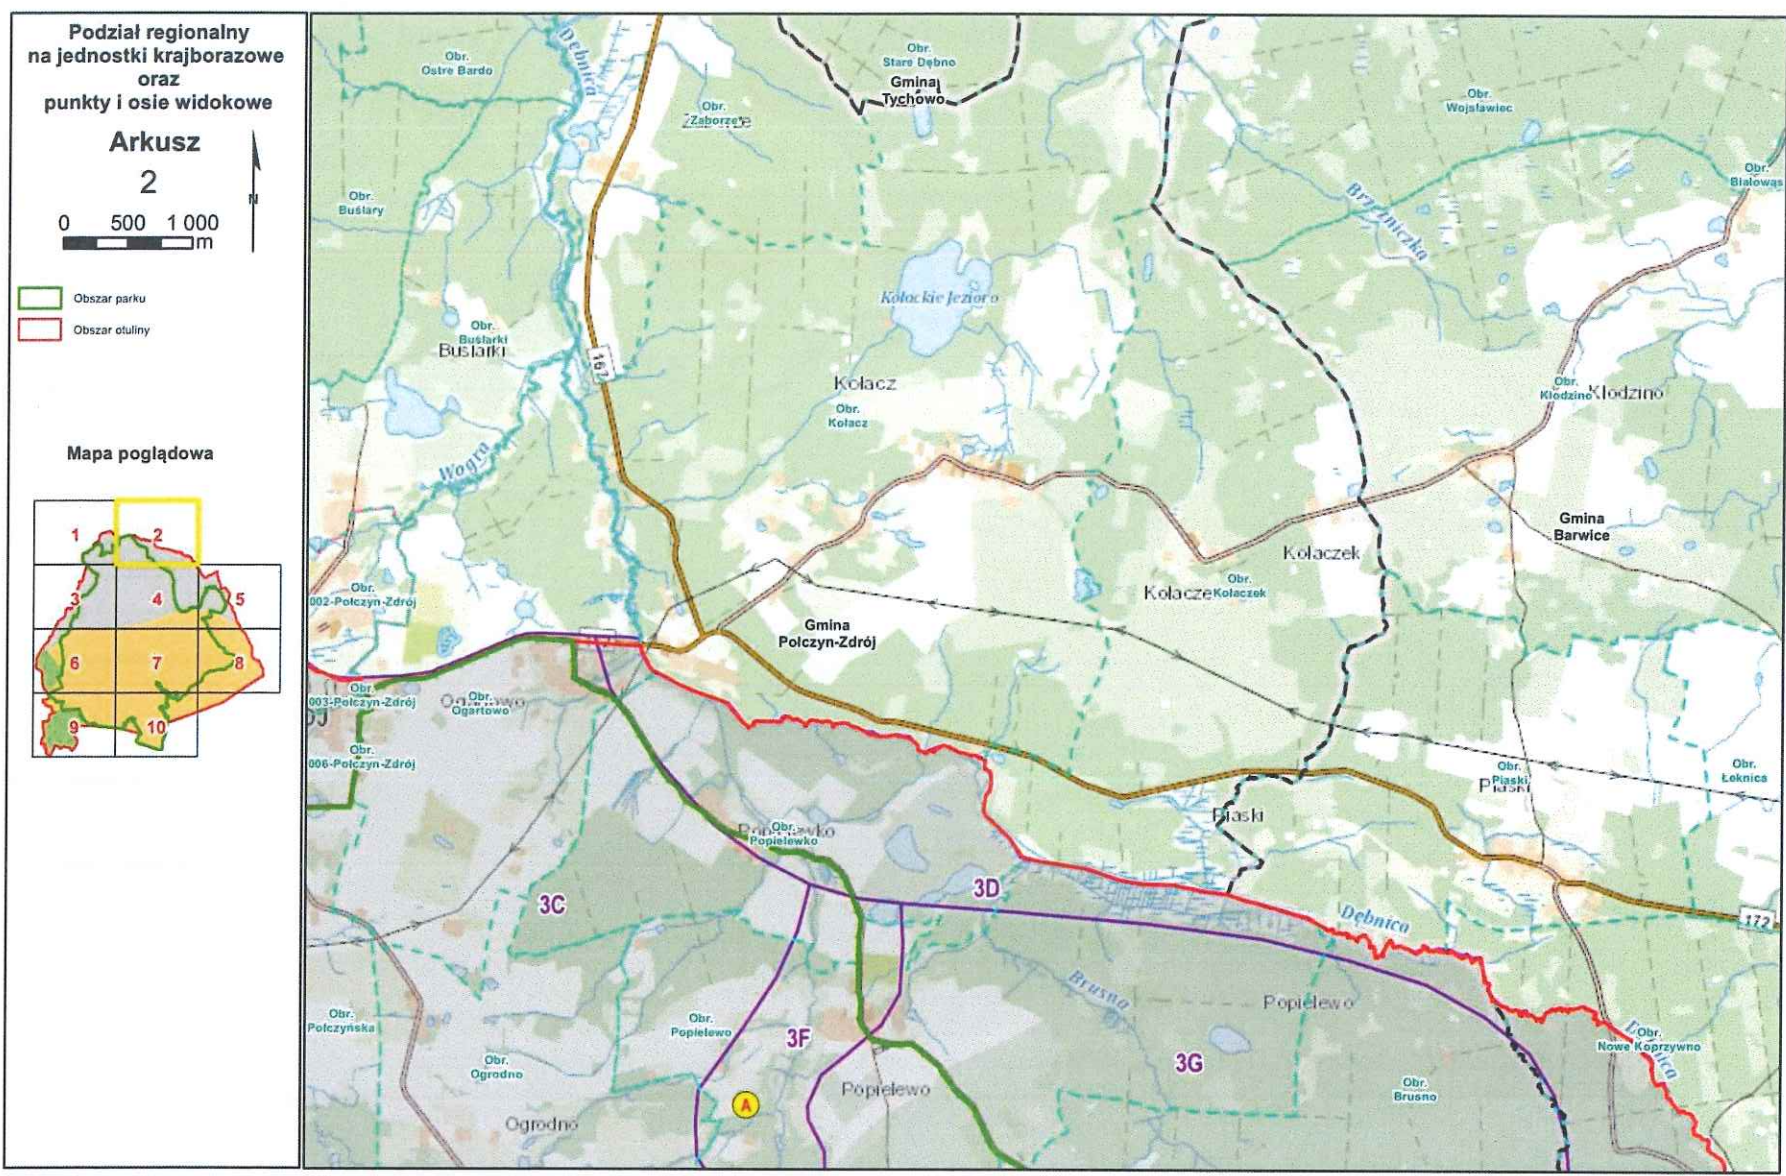 Podział regionalny
na jednostki krajborazowe
oraz
punkty i osie widokowe
Arkusz
2
N
0 500 1 000
m
Obszar parku
Obszar otuliny
Mapa poglądowa
1
2
3
4
5
6
7
8
9
10
Dębnica
Obr.
Ostre Bardo
Obr.
Stare Dębno
Gmina
Tychowo
Obr.
Zaborze
Obr.
Wojsławiec
Obr.
Białowąs
Obr.
Buślary
Brzeźniczka
Kołackie Jezioro
Obr.
Buślarki
Buślarki
167
Kołacz
Obr.
Kołacz
Obr.
Kłodzino
Kłodzino
Wogra
Gmina
Barwice
Kołaczek
Obr.
Kołaczek
Obr.
002-Połczyn-Zdrój
Gmina
Połczyn-Zdrój
Obr.
003-Połczyn-Zdrój
Ogartowo
Obr.
Ogartowo
Obr.
006-Połczyn-Zdrój
Obr.
Piaski
Piaski
Obr.
Łeknica
Piaski
Obr.
Popielewko
3C
3D
Dębnica
172
Brusna
Popielewo
Obr.
Połczyńska
Obr.
Popielewo
3F
Obr.
Nowe Koprzywno
Obr.
Ogrodno
3G
Popielewo
Obr.
Brusno
A
Ogrodno